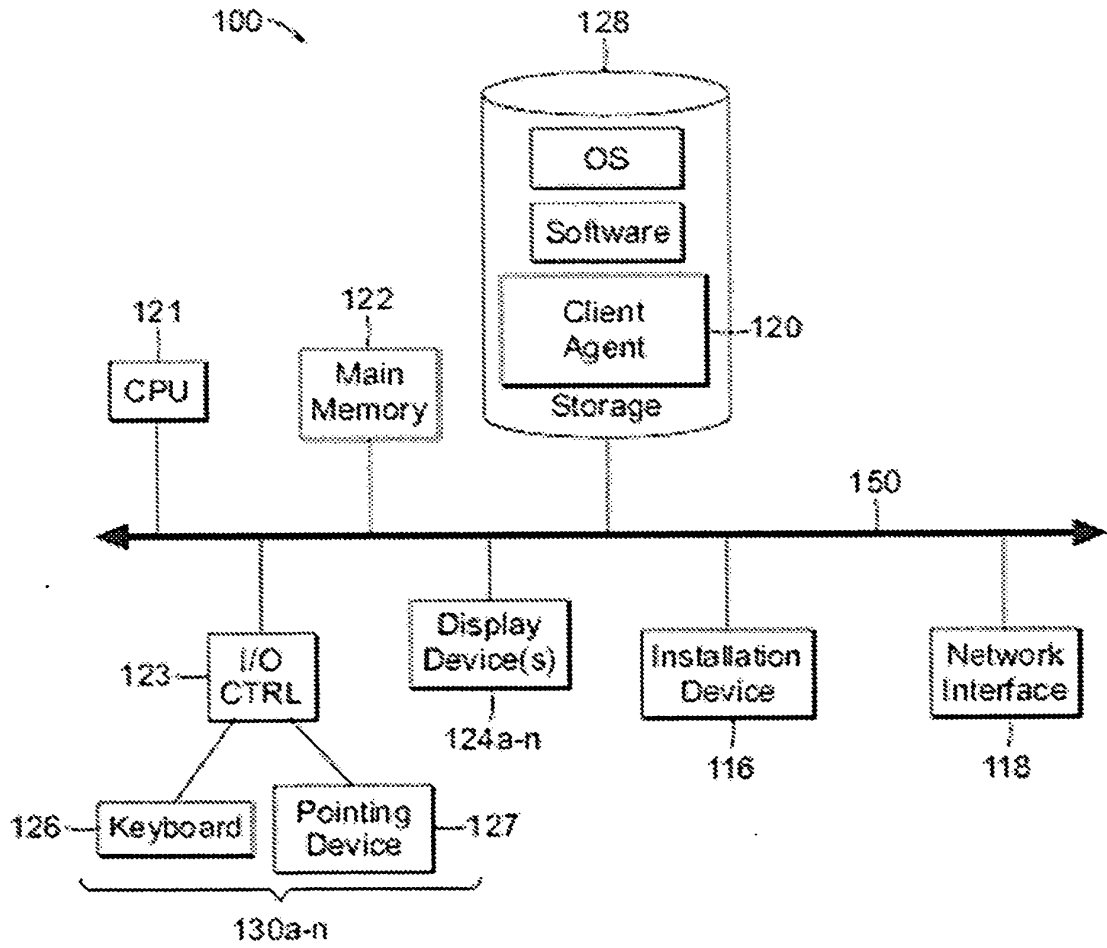 100
128
OS
Software
Client
Agent
120
Storage
121
CPU
122
Main
Memory
150
123
I/O
CTRL
Display
Device(s)
124a-n
Installation
Device
116
Network
Interface
118
126
Keyboard
Pointing
Device
127
130a-n